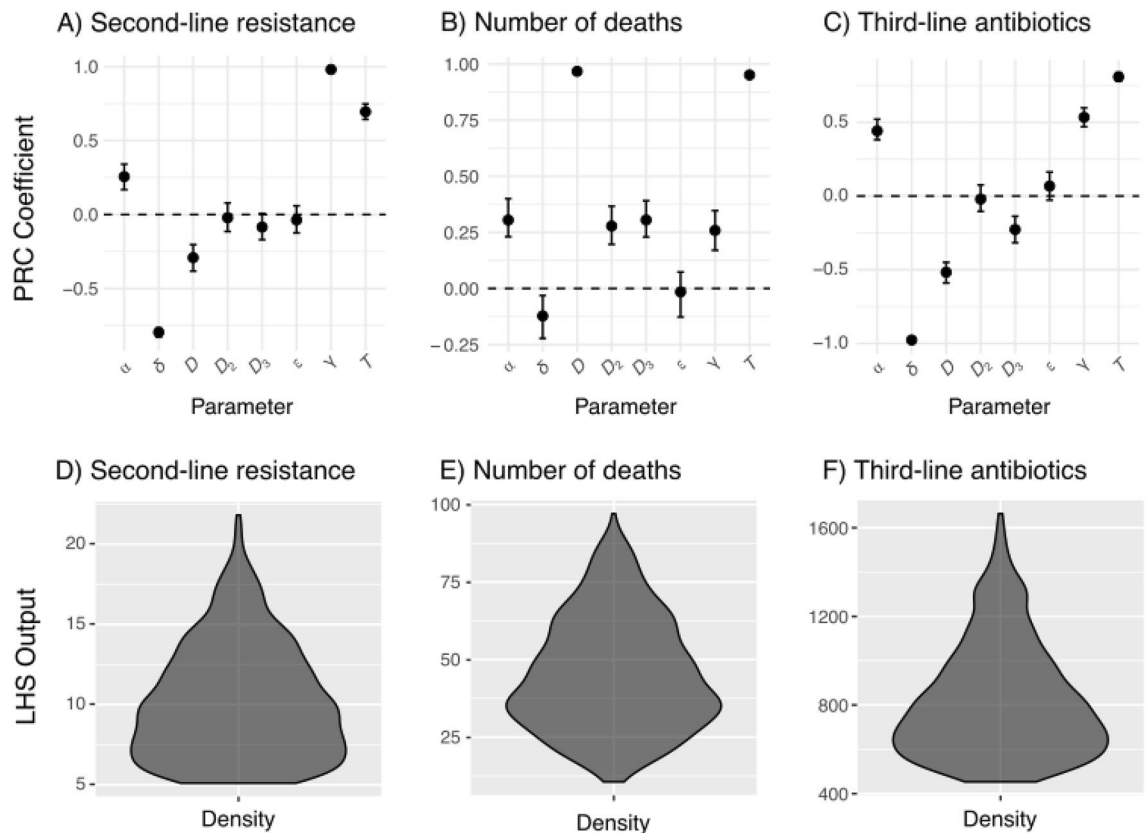 A) Second-line resistance
B) Number of deaths
C) Third-line antibiotics
PRC Coefficient
1.0
0.5
0.0
−0.5
α δ D D₂ D₃ ε γ T
Parameter
1.00
0.75
0.50
0.25
0.00
−0.25
α δ D D₂ D₃ ε γ T
Parameter
0.5
0.0
−0.5
−1.0
α δ D D₂ D₃ ε γ T
Parameter
D) Second-line resistance
E) Number of deaths
F) Third-line antibiotics
LHS Output
20
15
10
5
Density
100
75
50
25
Density
1600
1200
800
400
Density